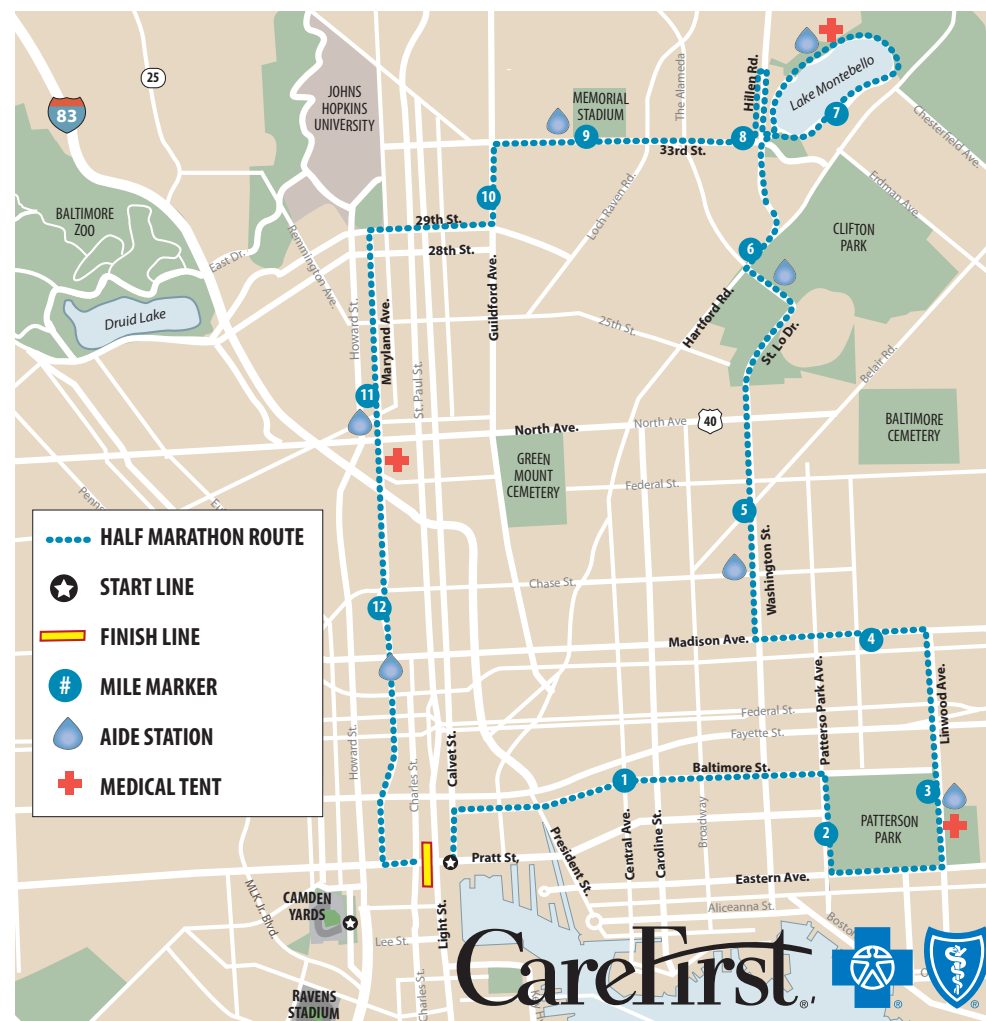 25
83
JOHNS
HOPKINS
UNIVERSITY
MEMORIAL
STADIUM
The Alameda
Hillen Rd.
Lake Montebello
7
Chesterfield Ave.
9
8
33rd St.
Erdman Ave
BALTIMORE
ZOO
10
Loch Raven Rd.
29th St.
28th St.
CLIFTON
PARK
6
East Dr.
Remmington Ave.
Druid Lake
Howard St.
Maryland Ave.
Guildford Ave.
25th St.
Hartford Rd.
St. Lo Dr.
Belair Rd.
St. Paul St.
11
North Ave.
North Ave
40
BALTIMORE
CEMETERY
GREEN
MOUNT
CEMETERY
Federal St.
5
Washington St.
HALF MARATHON ROUTE
START LINE
FINISH LINE
#
MILE MARKER
AIDE STATION
MEDICAL TENT
Chase St.
12
Madison Ave.
4
Patterso Park Ave.
Linwood Ave.
Federal St.
Fayette St.
Howard St.
Charles St.
Calvet St.
Baltimore St.
1
3
2
PATTERSON
PARK
Central Ave.
Caroline St.
Broadway
President St.
Pratt St,
Eastern Ave.
Aliceanna St.
MLK Jr. Blvd.
CAMDEN
YARDS
Lee St.
Light St.
Charles St.
RAVENS
STADIUM
CareFirst
®
®
®